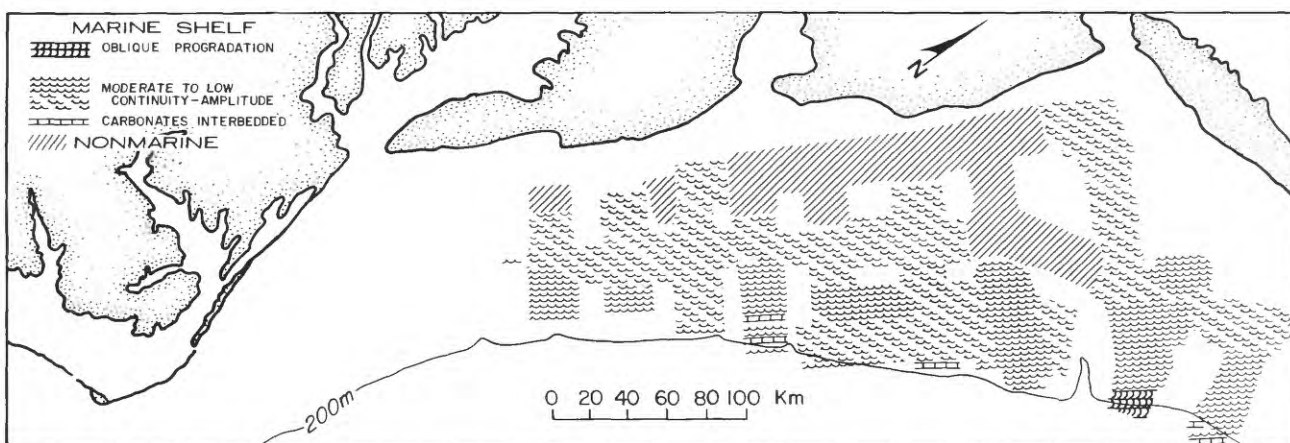 MARINE SHELF
OBLIQUE PROGRADATION
MODERATE TO LOW
CONTINUITY-AMPLITUDE
CARBONATES INTERBEDDED
NONMARINE
N
200m
0 20 40 60 80 100 Km